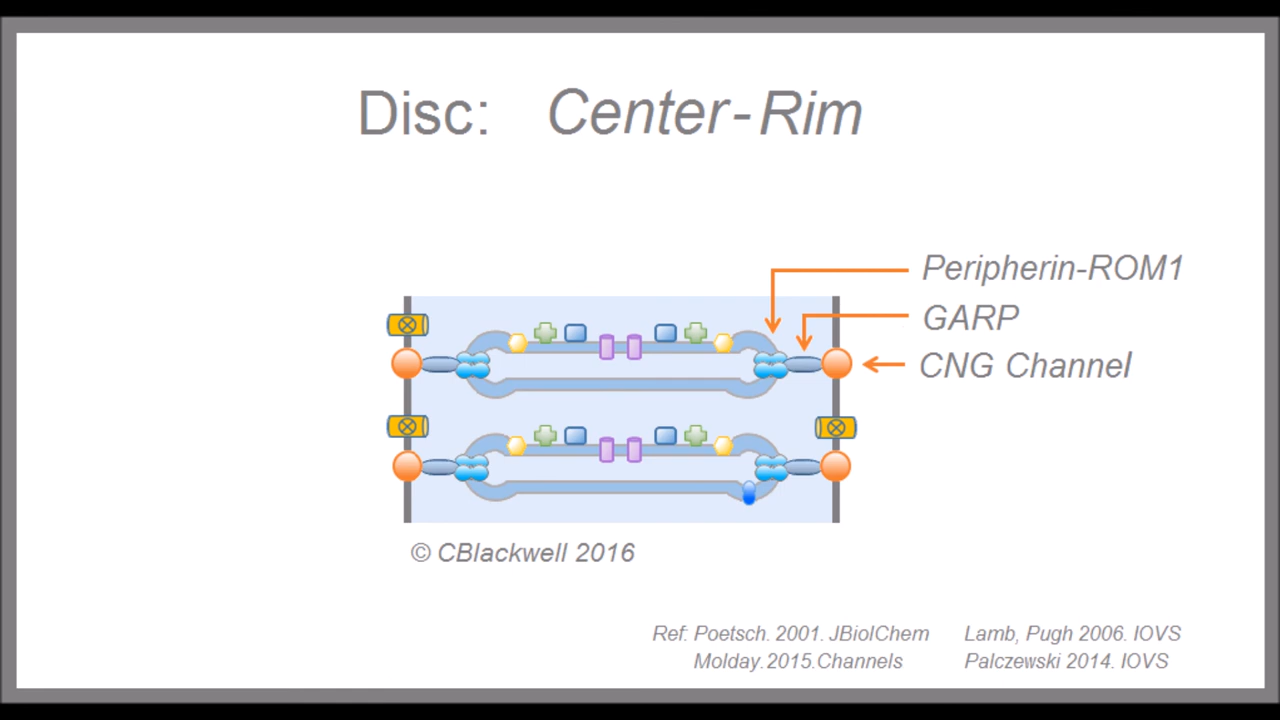 Disc: Center-Rim
Peripherin-ROM1
GARP
CNG Channel
© CBlackwell 2016
Ref: Poetsch. 2001. JBiolChem Lamb, Pugh 2006. IOVS
Molday.2015.Channels Palczewski 2014. IOVS